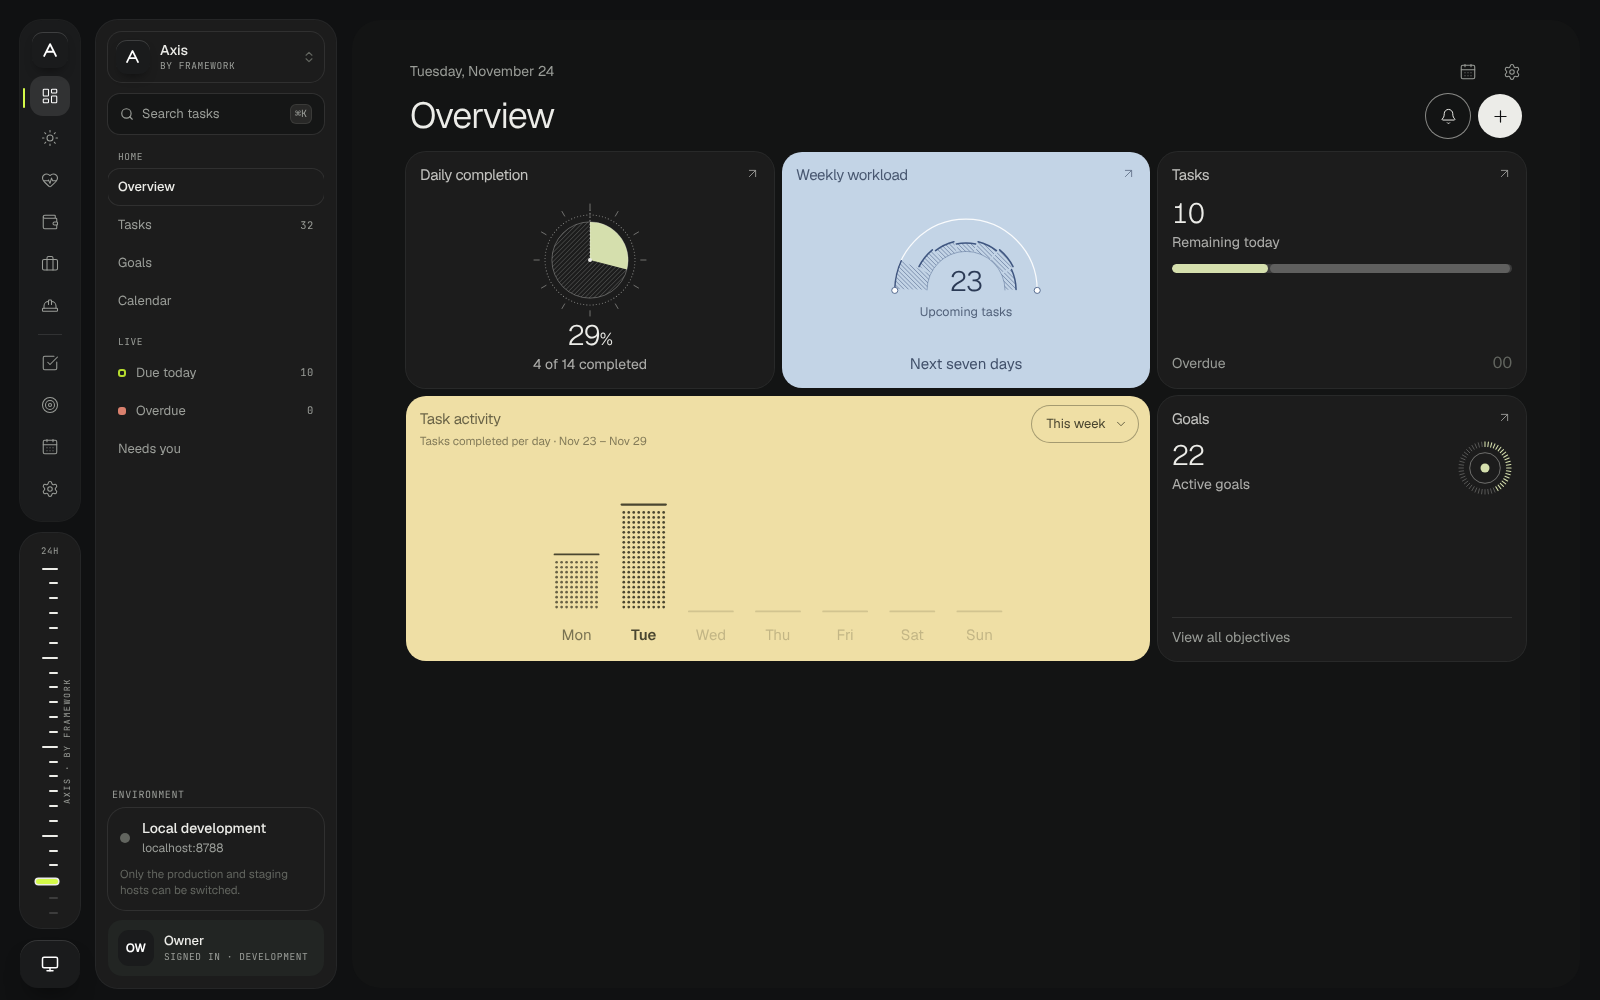 A
24H
AXIS · BY FRAMEWORK
A
Axis
BY FRAMEWORK
Search tasks
⌘K
HOME
Overview
Tasks
32
Goals
Calendar
LIVE
Due today
10
Overdue
0
Needs you
ENVIRONMENT
Local development
localhost:8788
Only the production and staging
hosts can be switched.
OW
Owner
SIGNED IN · DEVELOPMENT
Tuesday, November 24
Overview
Daily completion
29%
4 of 14 completed
Weekly workload
23
Upcoming tasks
Next seven days
Tasks
10
Remaining today
Overdue
00
Task activity
Tasks completed per day · Nov 23 – Nov 29
This week
Mon
Tue
Wed
Thu
Fri
Sat
Sun
Goals
22
Active goals
View all objectives